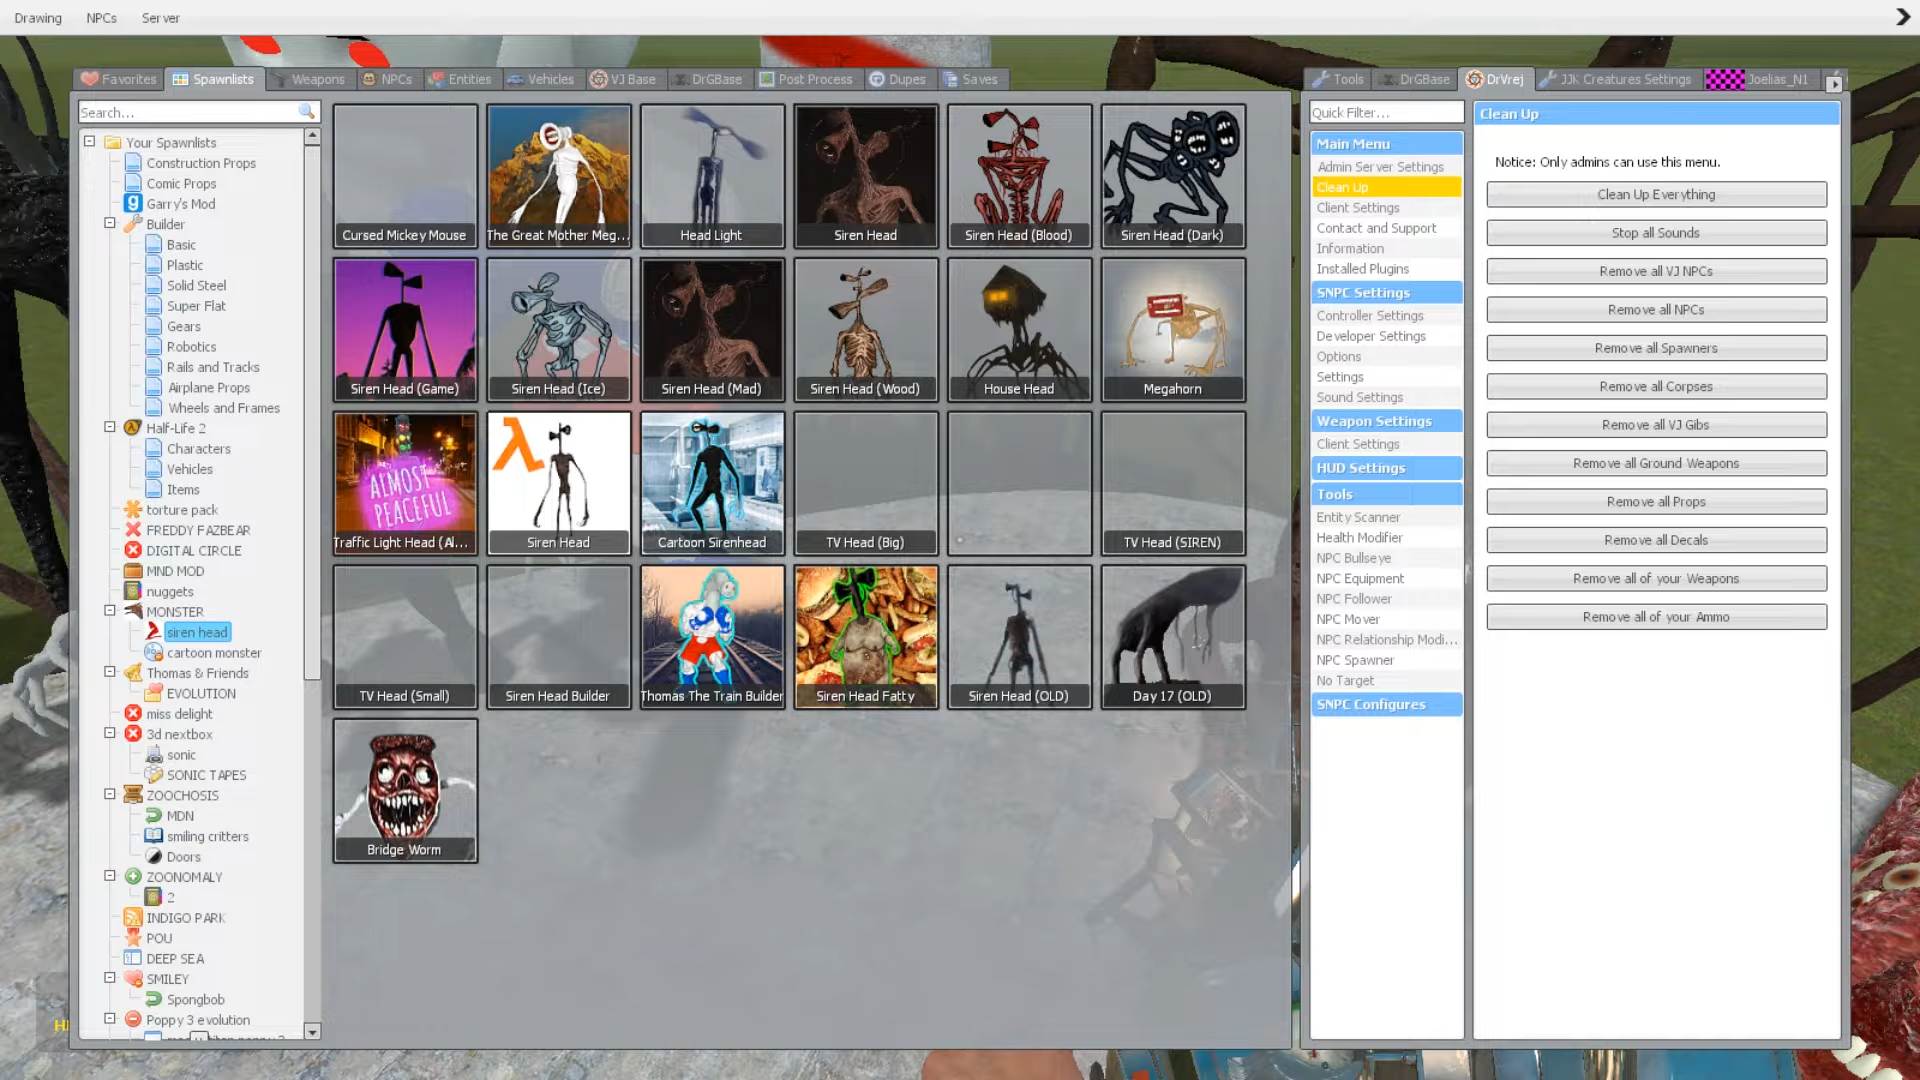 Drawing NPCs Server
Favorites Spawnlists Weapons NPCs Entities Vehicles VJ Base DrGBase Post Process Dupes Saves
Search...
Your Spawnlists
Construction Props
Comic Props
Garry's Mod
Builder
Basic
Plastic
Solid Steel
Super Flat
Gears
Robotics
Rails and Tracks
Airplane Props
Wheels and Frames
Half-Life 2
Characters
Vehicles
Items
torture pack
FREDDY FAZBEAR
DIGITAL CIRCLE
MND MOD
nuggets
MONSTER
siren head
cartoon monster
Thomas & Friends
EVOLUTION
miss delight
3d nextbox
sonic
SONIC TAPES
ZOOCHOSIS
MDN
smiling critters
Doors
ZOONOMALY
2
INDIGO PARK
POU
DEEP SEA
SMILEY
Spongbob
Poppy 3 evolution
Cursed Mickey Mouse
The Great Mother Meg...
Head Light
Siren Head
Siren Head (Blood)
Siren Head (Dark)
Siren Head (Game)
Siren Head (Ice)
Siren Head (Mad)
Siren Head (Wood)
House Head
Megahorn
ALMOST
PEACEFUL
Traffic Light Head (Al...
λ
Siren Head
Cartoon Sirenhead
TV Head (Big)
TV Head (SIREN)
TV Head (Small)
Siren Head Builder
Thomas The Train Builder
Siren Head Fatty
Siren Head (OLD)
Day 17 (OLD)
Bridge Worm
Tools DrGBase DrVrej JJK Creatures Settings Joelias_N1
Quick Filter...
Main Menu
Admin Server Settings
Clean Up
Client Settings
Contact and Support
Information
Installed Plugins
SNPC Settings
Controller Settings
Developer Settings
Options
Settings
Sound Settings
Weapon Settings
Client Settings
HUD Settings
Tools
Entity Scanner
Health Modifier
NPC Bullseye
NPC Equipment
NPC Follower
NPC Mover
NPC Relationship Modi...
NPC Spawner
No Target
SNPC Configures
Clean Up
Notice: Only admins can use this menu.
Clean Up Everything
Stop all Sounds
Remove all VJ NPCs
Remove all NPCs
Remove all Spawners
Remove all Corpses
Remove all VJ Gibs
Remove all Ground Weapons
Remove all Props
Remove all Decals
Remove all of your Weapons
Remove all of your Ammo